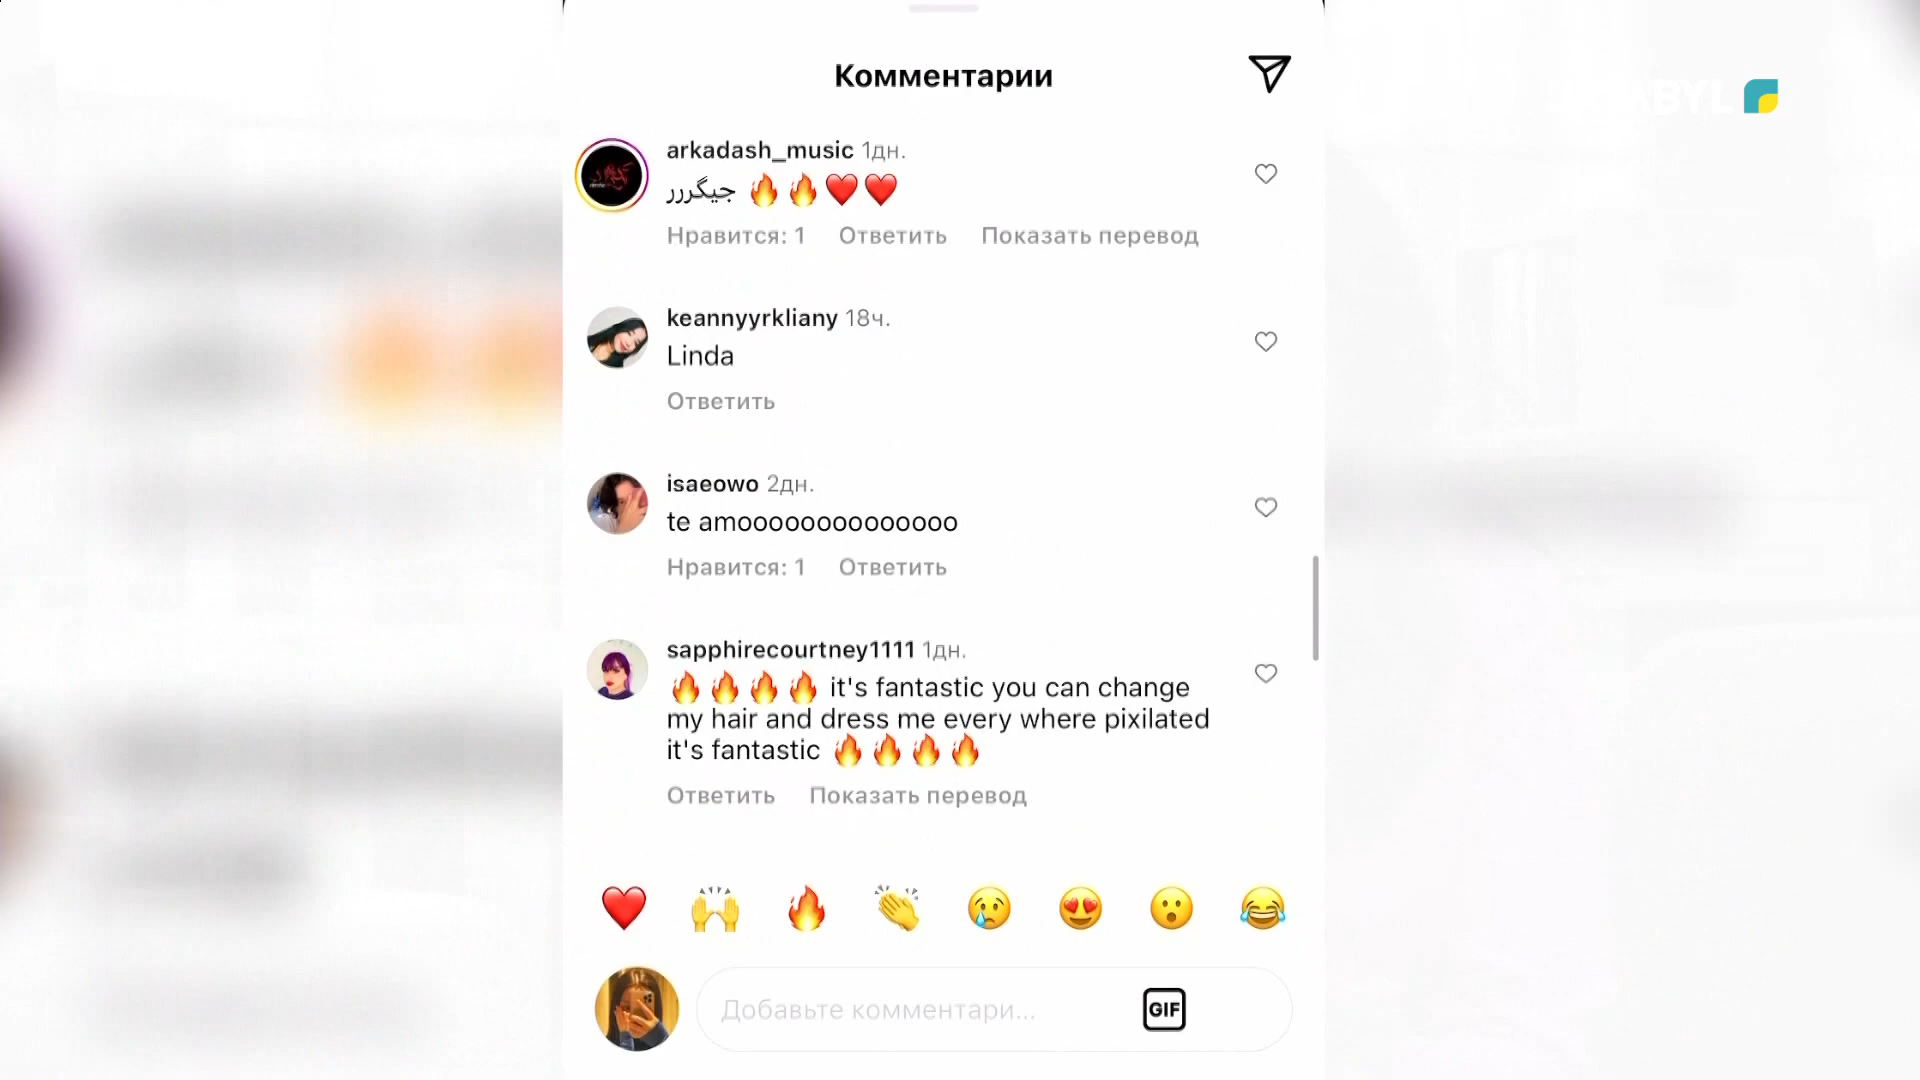 Комментарии
BYL
arkadash_music 1дн.
جیگررر 🔥🔥❤️❤️
Нравится: 1 Ответить Показать перевод
keannyyrkliany 18ч.
Linda
Ответить
isaeowo 2дн.
te amoooooooooooooo
Нравится: 1 Ответить
sapphirecourtney1111 1дн.
🔥🔥🔥🔥 it's fantastic you can change
my hair and dress me every where pixilated
it's fantastic 🔥🔥🔥🔥
Ответить Показать перевод
Добавьте комментари...
GIF